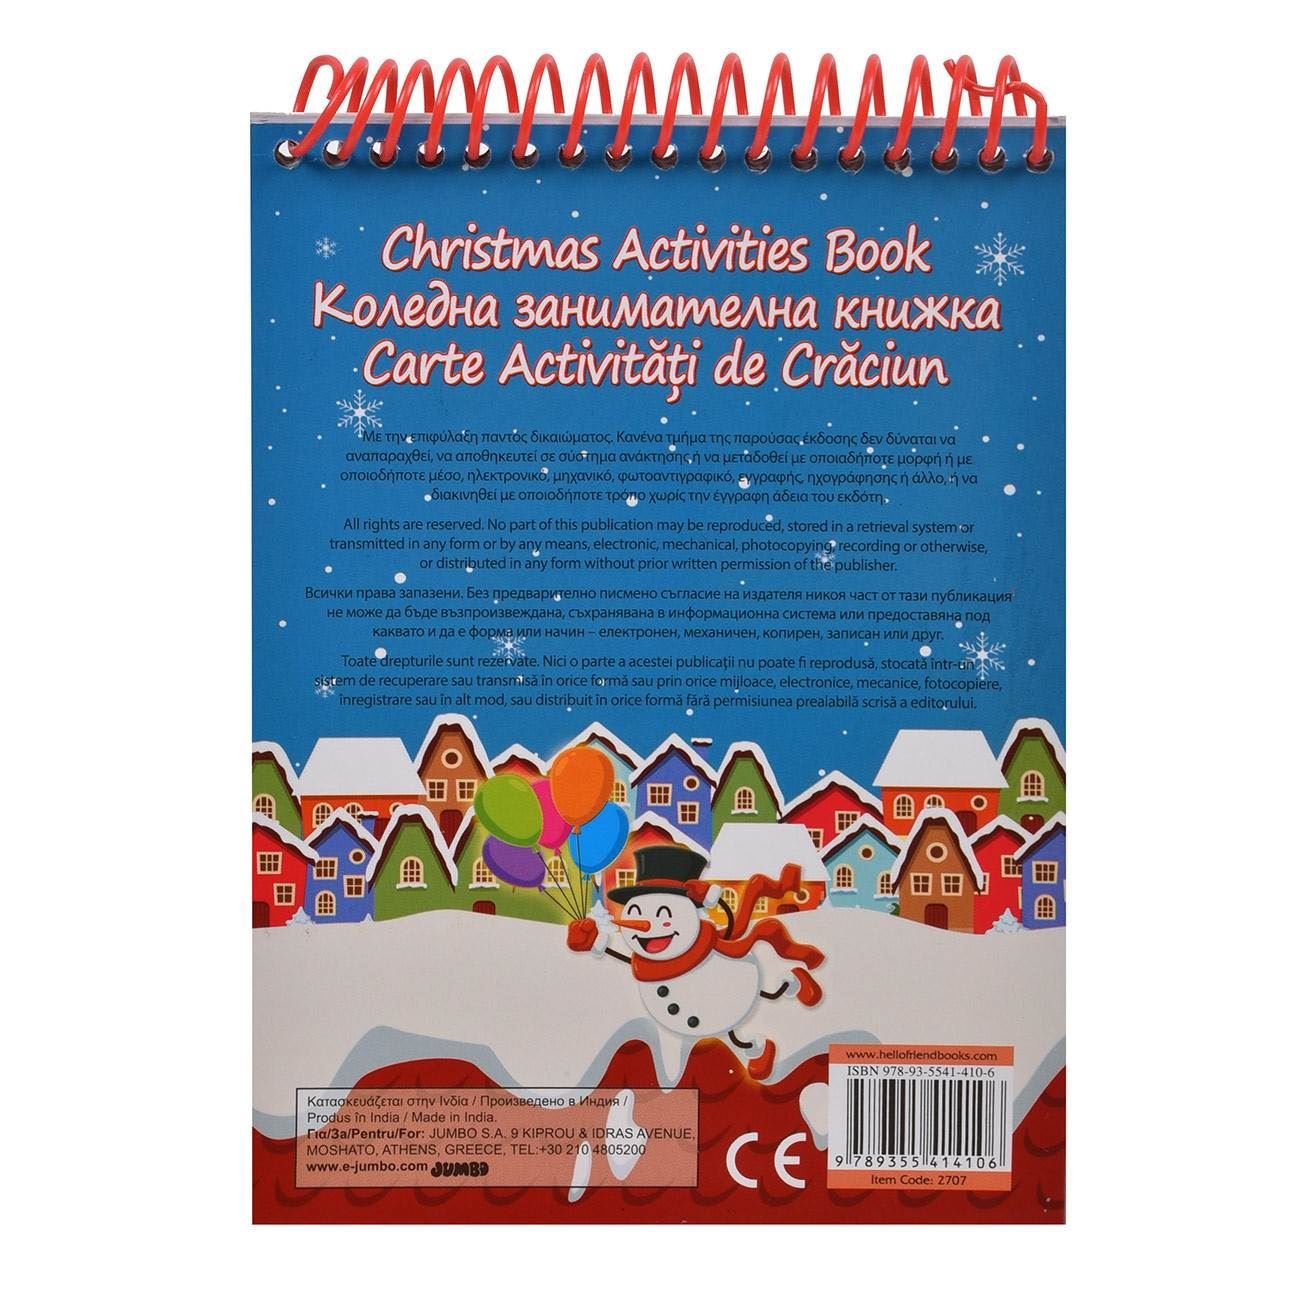 Christmas Activities Book
Коледна занимателна книжка
Carte Activități de Crăciun
Με την επιφύλαξη παντός δικαιώματος. Κανένα τμήμα της παρούσας έκδοσης δεν δύναται να
αναπαραχθεί, να αποθηκευτεί σε σύστημα ανάκτησης ή να μεταδοθεί με οποιαδήποτε μορφή ή με
οποιοδήποτε μέσο, ηλεκτρονικό, μηχανικό, φωτοαντιγραφικό, εγγραφής, ηχογράφησης ή άλλο, ή να
διακινηθεί με οποιοδήποτε τρόπο χωρίς την έγγραφη άδεια του εκδότη.
All rights are reserved. No part of this publication may be reproduced, stored in a retrieval system or
transmitted in any form or by any means, electronic, mechanical, photocopying, recording or otherwise,
or distributed in any form without prior written permission of the publisher.
Всички права запазени. Без предварително писмено съгласие на издателя никоя част от тази публикация
не може да бъде възпроизвеждана, съхранявана в информационна система или предоставяна под
каквато и да е форма или начин – електронен, механичен, копирен, записан или друг.
Toate drepturile sunt rezervate. Nici o parte a acestei publicații nu poate fi reprodusă, stocată într-un
sistem de recuperare sau transmisă în orice formă sau prin orice mijloace, electronice, mecanice, fotocopiere,
înregistrare sau în alt mod, sau distribuit în orice formă fără permisiunea prealabilă scrisă a editorului.
Κατασκευάζεται στην Ινδία / Произведено в Индия /
Produs în India / Made in India.
Για/За/Pentru/For: JUMBO S.A. 9 KIPROU & IDRAS AVENUE,
MOSHATO, ATHENS, GREECE, TEL:+30 210 4805200
www.e-jumbo.com JUMBO
CE
www.hellofriendbooks.com
ISBN 978-93-5541-410-6
9 789355 414106
Item Code: 2707